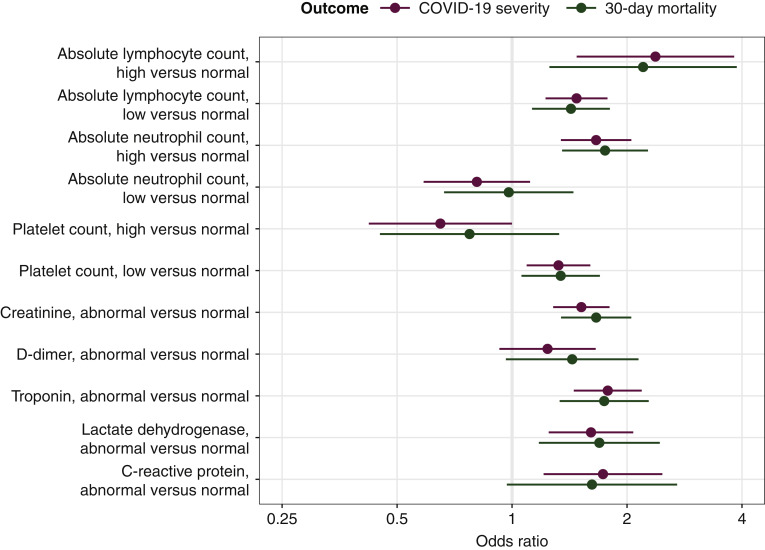 Outcome COVID-19 severity 30-day mortality
Absolute lymphocyte count,
high versus normal
Absolute lymphocyte count,
low versus normal
Absolute neutrophil count,
high versus normal
Absolute neutrophil count,
low versus normal
Platelet count, high versus normal
Platelet count, low versus normal
Creatinine, abnormal versus normal
D-dimer, abnormal versus normal
Troponin, abnormal versus normal
Lactate dehydrogenase,
abnormal versus normal
C-reactive protein,
abnormal versus normal
0.25 0.5 1 2 4
Odds ratio